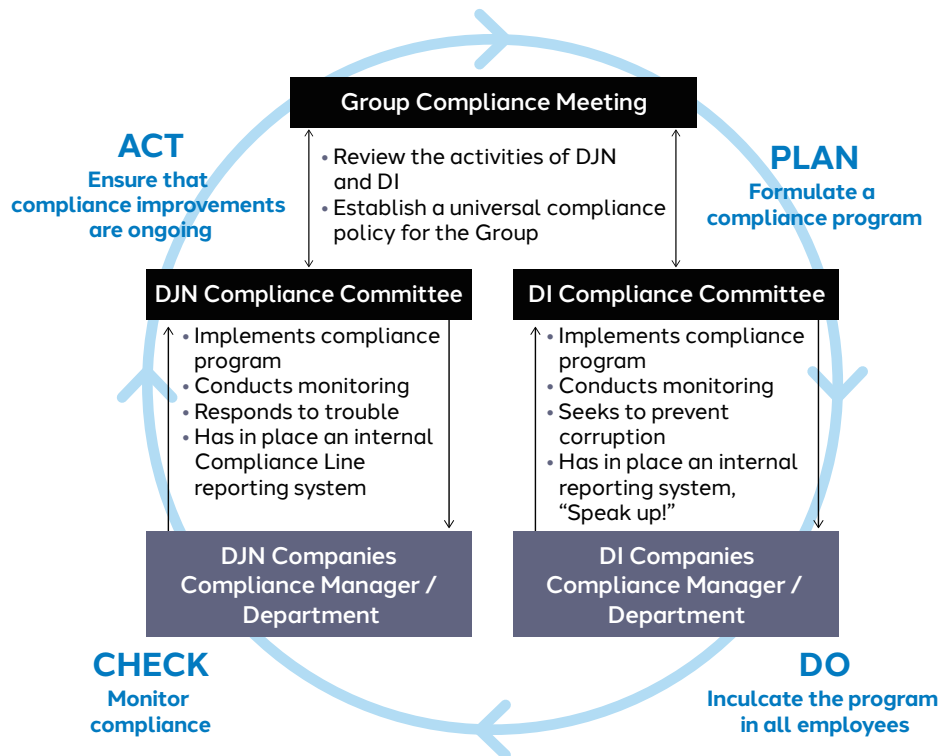 Group Compliance Meeting
ACT
Ensure that
compliance improvements
are ongoing
• Review the activities of DJN
and DI
• Establish a universal compliance
policy for the Group
PLAN
Formulate a
compliance program
DJN Compliance Committee
• Implements compliance
program
• Conducts monitoring
• Responds to trouble
• Has in place an internal
Compliance Line
reporting system
DI Compliance Committee
• Implements compliance
program
• Conducts monitoring
• Seeks to prevent
corruption
• Has in place an internal
reporting system,
“Speak up!”
DJN Companies
Compliance Manager /
Department
DI Companies
Compliance Manager /
Department
CHECK
Monitor
compliance
DO
Inculcate the program
in all employees